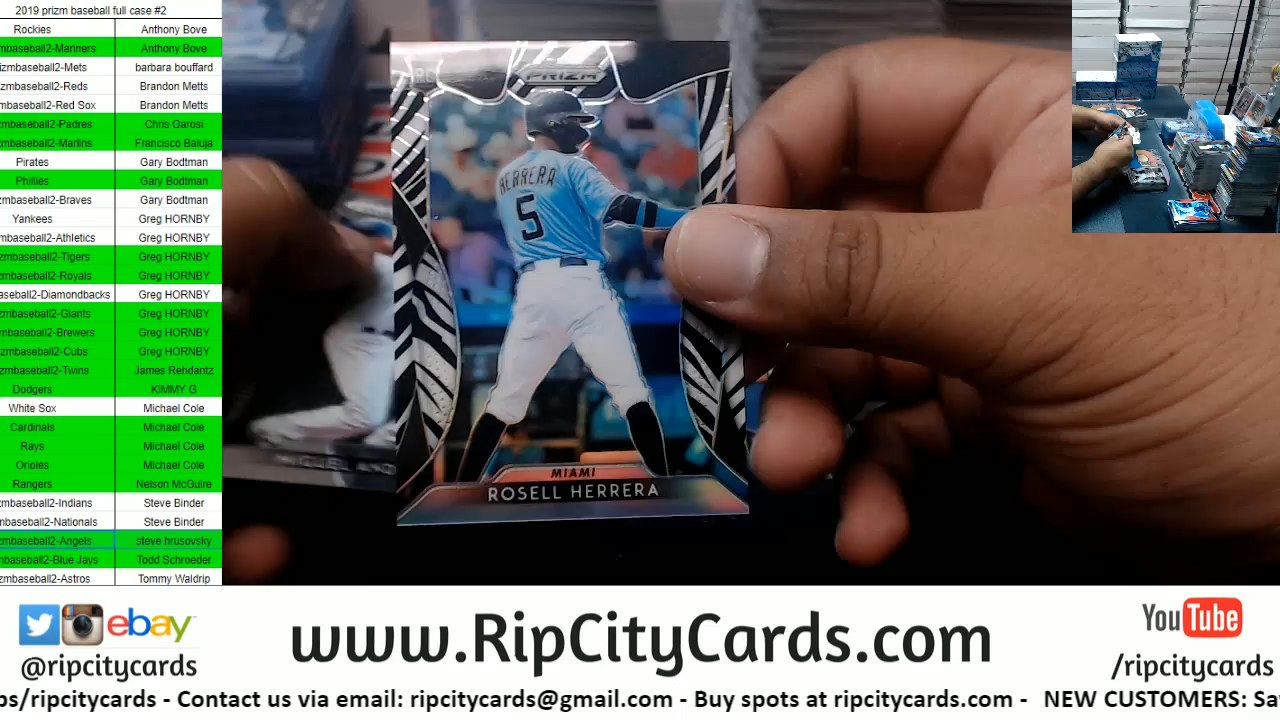 2019 prizm baseball full case #2
Rockies Anthony Bove
mbaseball2-Mariners Anthony Bove
izmbaseball2-Mets barbara bouffard
zmbaseball2-Reds Brandon Metts
mbaseball2-Red Sox Brandon Metts
mbaseball2-Padres Chris Garosi
mbaseball2-Marlins Francisco Baluja
Pirates Gary Bodtman
Phillies Gary Bodtman
mbaseball2-Braves Gary Bodtman
Yankees Greg HORNBY
mbaseball2-Athletics Greg HORNBY
zmbaseball2-Tigers Greg HORNBY
zmbaseball2-Royals Greg HORNBY
aseball2-Diamondbacks Greg HORNBY
zmbaseball2-Giants Greg HORNBY
mbaseball2-Brewers Greg HORNBY
zmbaseball2-Cubs Greg HORNBY
zmbaseball2-Twins James Rehdantz
Dodgers KIMMY G
White Sox Michael Cole
Cardinals Michael Cole
Rays Michael Cole
Orioles Michael Cole
Rangers Nelson McGuire
mbaseball2-Indians Steve Binder
mbaseball2-Nationals Steve Binder
zmbaseball2-Angels steve hrusovsky
mbaseball2-Blue Jays Todd Schroeder
zmbaseball2-Astros Tommy Waldrip
PRIZM
HERRERA
5
MIAMI
ROSELL HERRERA
ebay
@ripcitycards
www.RipCityCards.com
YouTube
/ripcitycards
ps/ripcitycards - Contact us via email: ripcitycards@gmail.com - Buy spots at ripcitycards.com - NEW CUSTOMERS: Sa